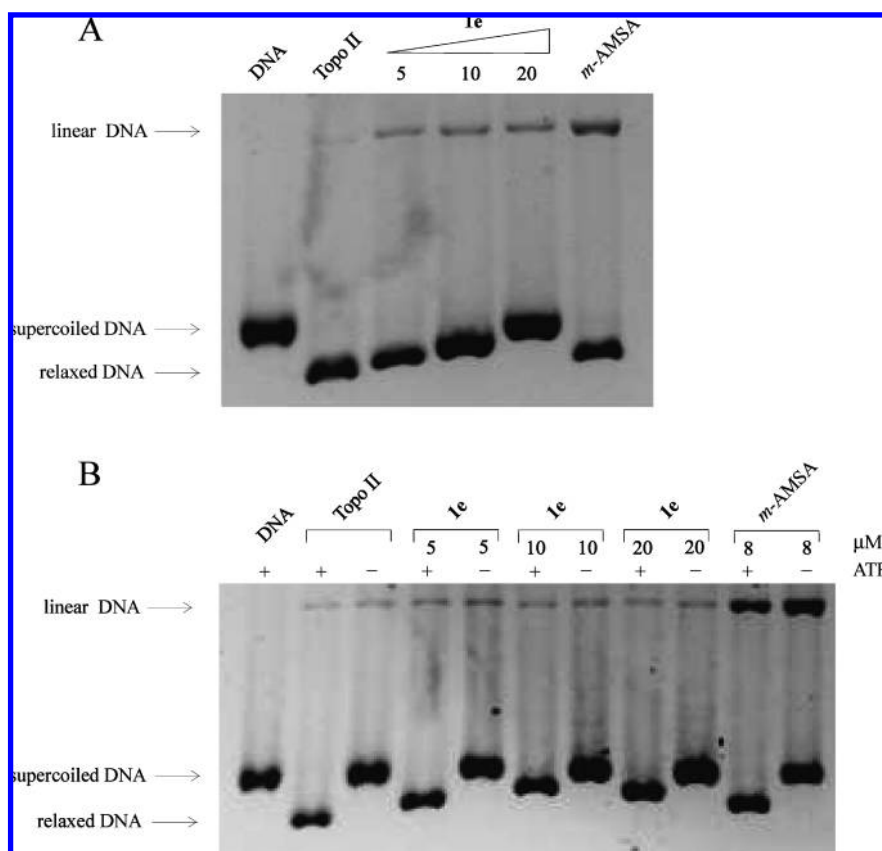 A
1e
DNA
Topo II
5 10 20
m-AMSA
linear DNA
supercoiled DNA
relaxed DNA
B
DNA
Topo II
1e
1e
1e
m-AMSA
5 5 10 10 20 20 8 8 μM
+ + − + − + − + − + − ATP
linear DNA
supercoiled DNA
relaxed DNA